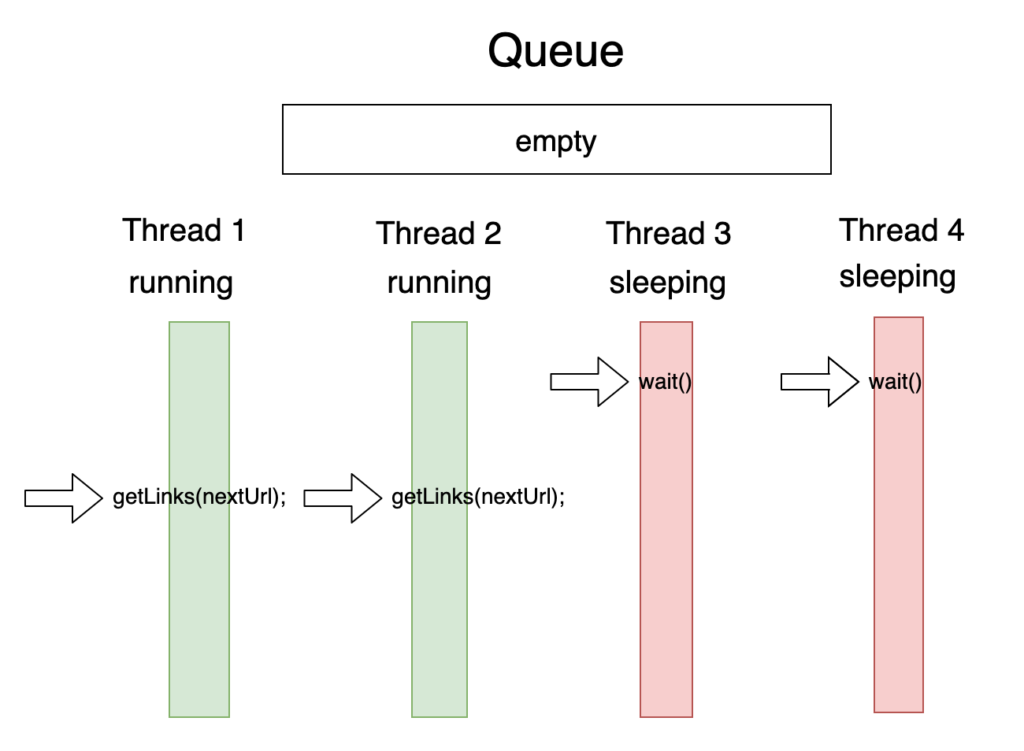 Queue
empty
Thread 1
running
Thread 2
running
Thread 3
sleeping
Thread 4
sleeping
wait()
wait()
getLinks(nextUrl);
getLinks(nextUrl);